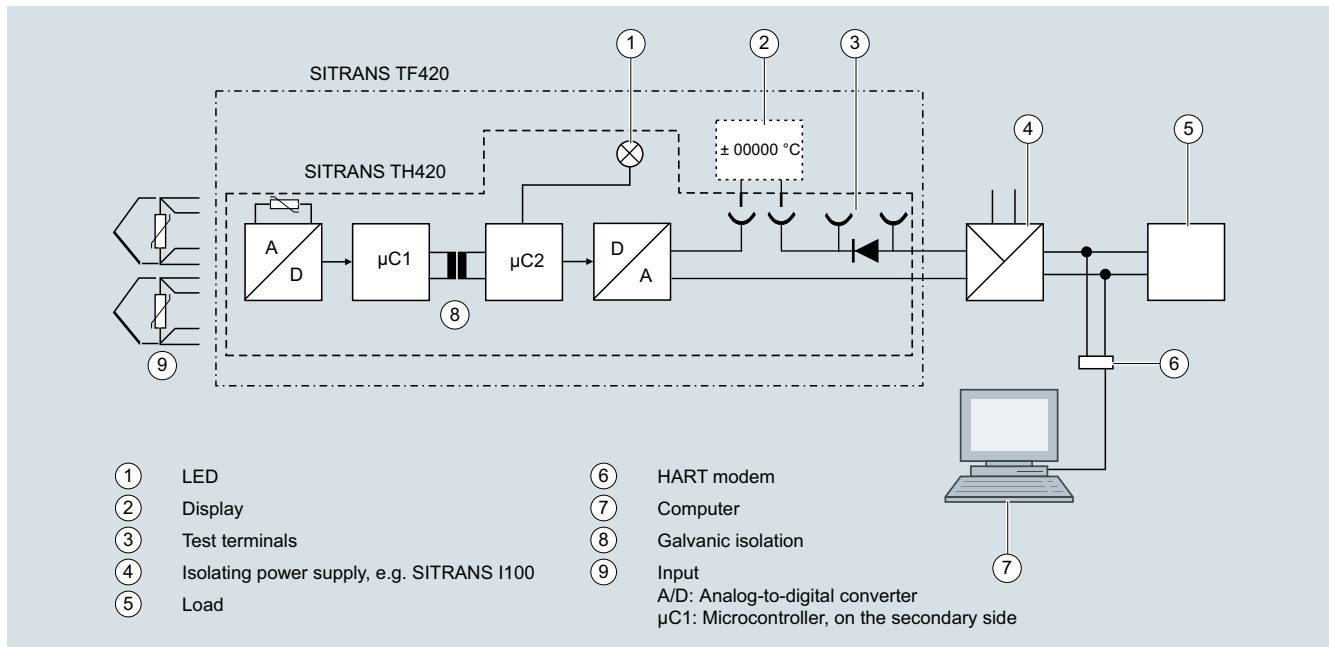 1
2
3
SITRANS TF420
4
5
± 00000 °C
SITRANS TH420
A
D
µC1
µC2
D
A
8
9
6
7
1 LED
2 Display
3 Test terminals
4 Isolating power supply, e.g. SITRANS I100
5 Load
6 HART modem
7 Computer
8 Galvanic isolation
9 Input
A/D: Analog-to-digital converter
µC1: Microcontroller, on the secondary side